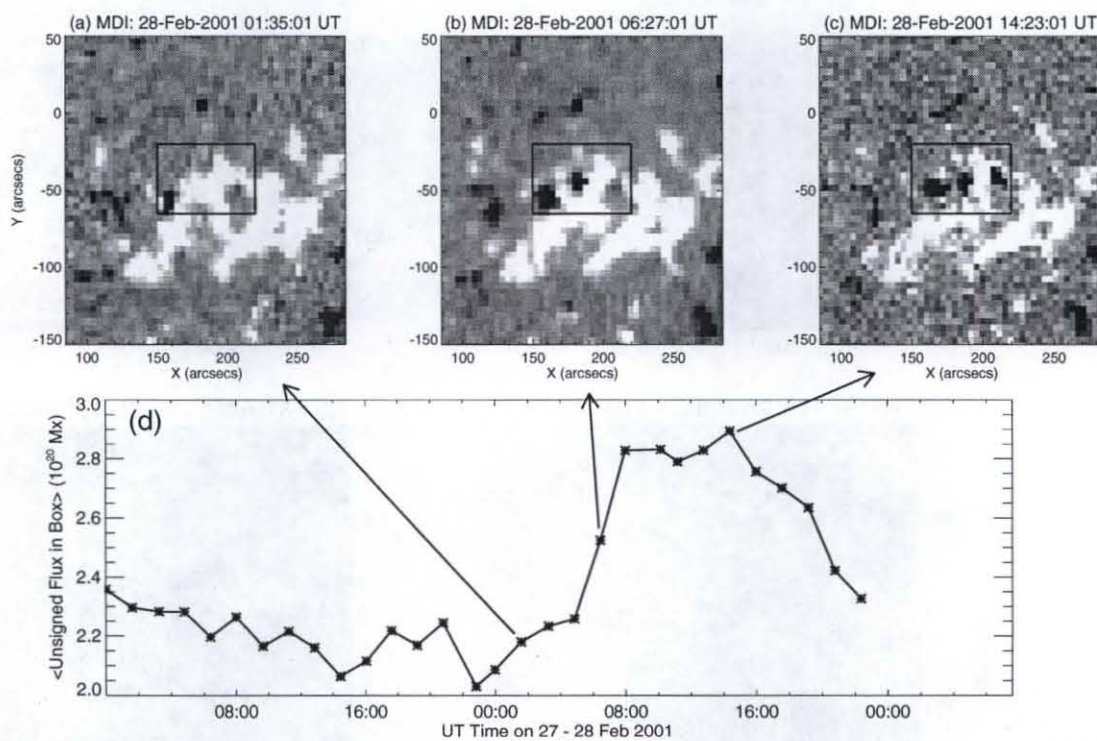 (a) MDI: 28-Feb-2001 01:35:01 UT
(b) MDI: 28-Feb-2001 06:27:01 UT
(c) MDI: 28-Feb-2001 14:23:01 UT
50
0
-50
-100
-150
Y (arcsecs)
100 150 200 250
X (arcsecs)
50
0
-50
-100
-150
100 150 200 250
X (arcsecs)
50
0
-50
-100
-150
100 150 200 250
X (arcsecs)
(d)
3.0
2.8
2.6
2.4
2.2
2.0
<Unsigned Flux in Box> (10²⁰ Mx)
08:00 16:00 00:00 08:00 16:00 00:00
UT Time on 27 - 28 Feb 2001